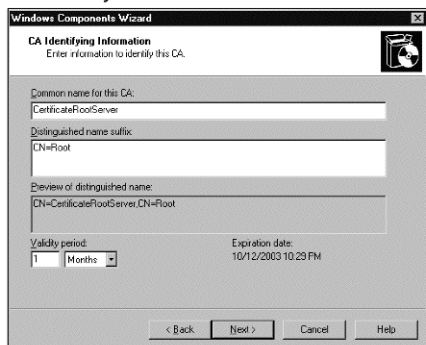 Windows Components Wizard
CA Identifying Information
Enter information to identify this CA.
Common name for this CA:
CertificateRootServer
Distinguished name suffix:
CN=Root
Preview of distinguished name:
CN=CertificateRootServer,CN=Root
Validity period:
Expiration date:
1 Months
10/12/2003 10:29 PM
< Back Next > Cancel Help